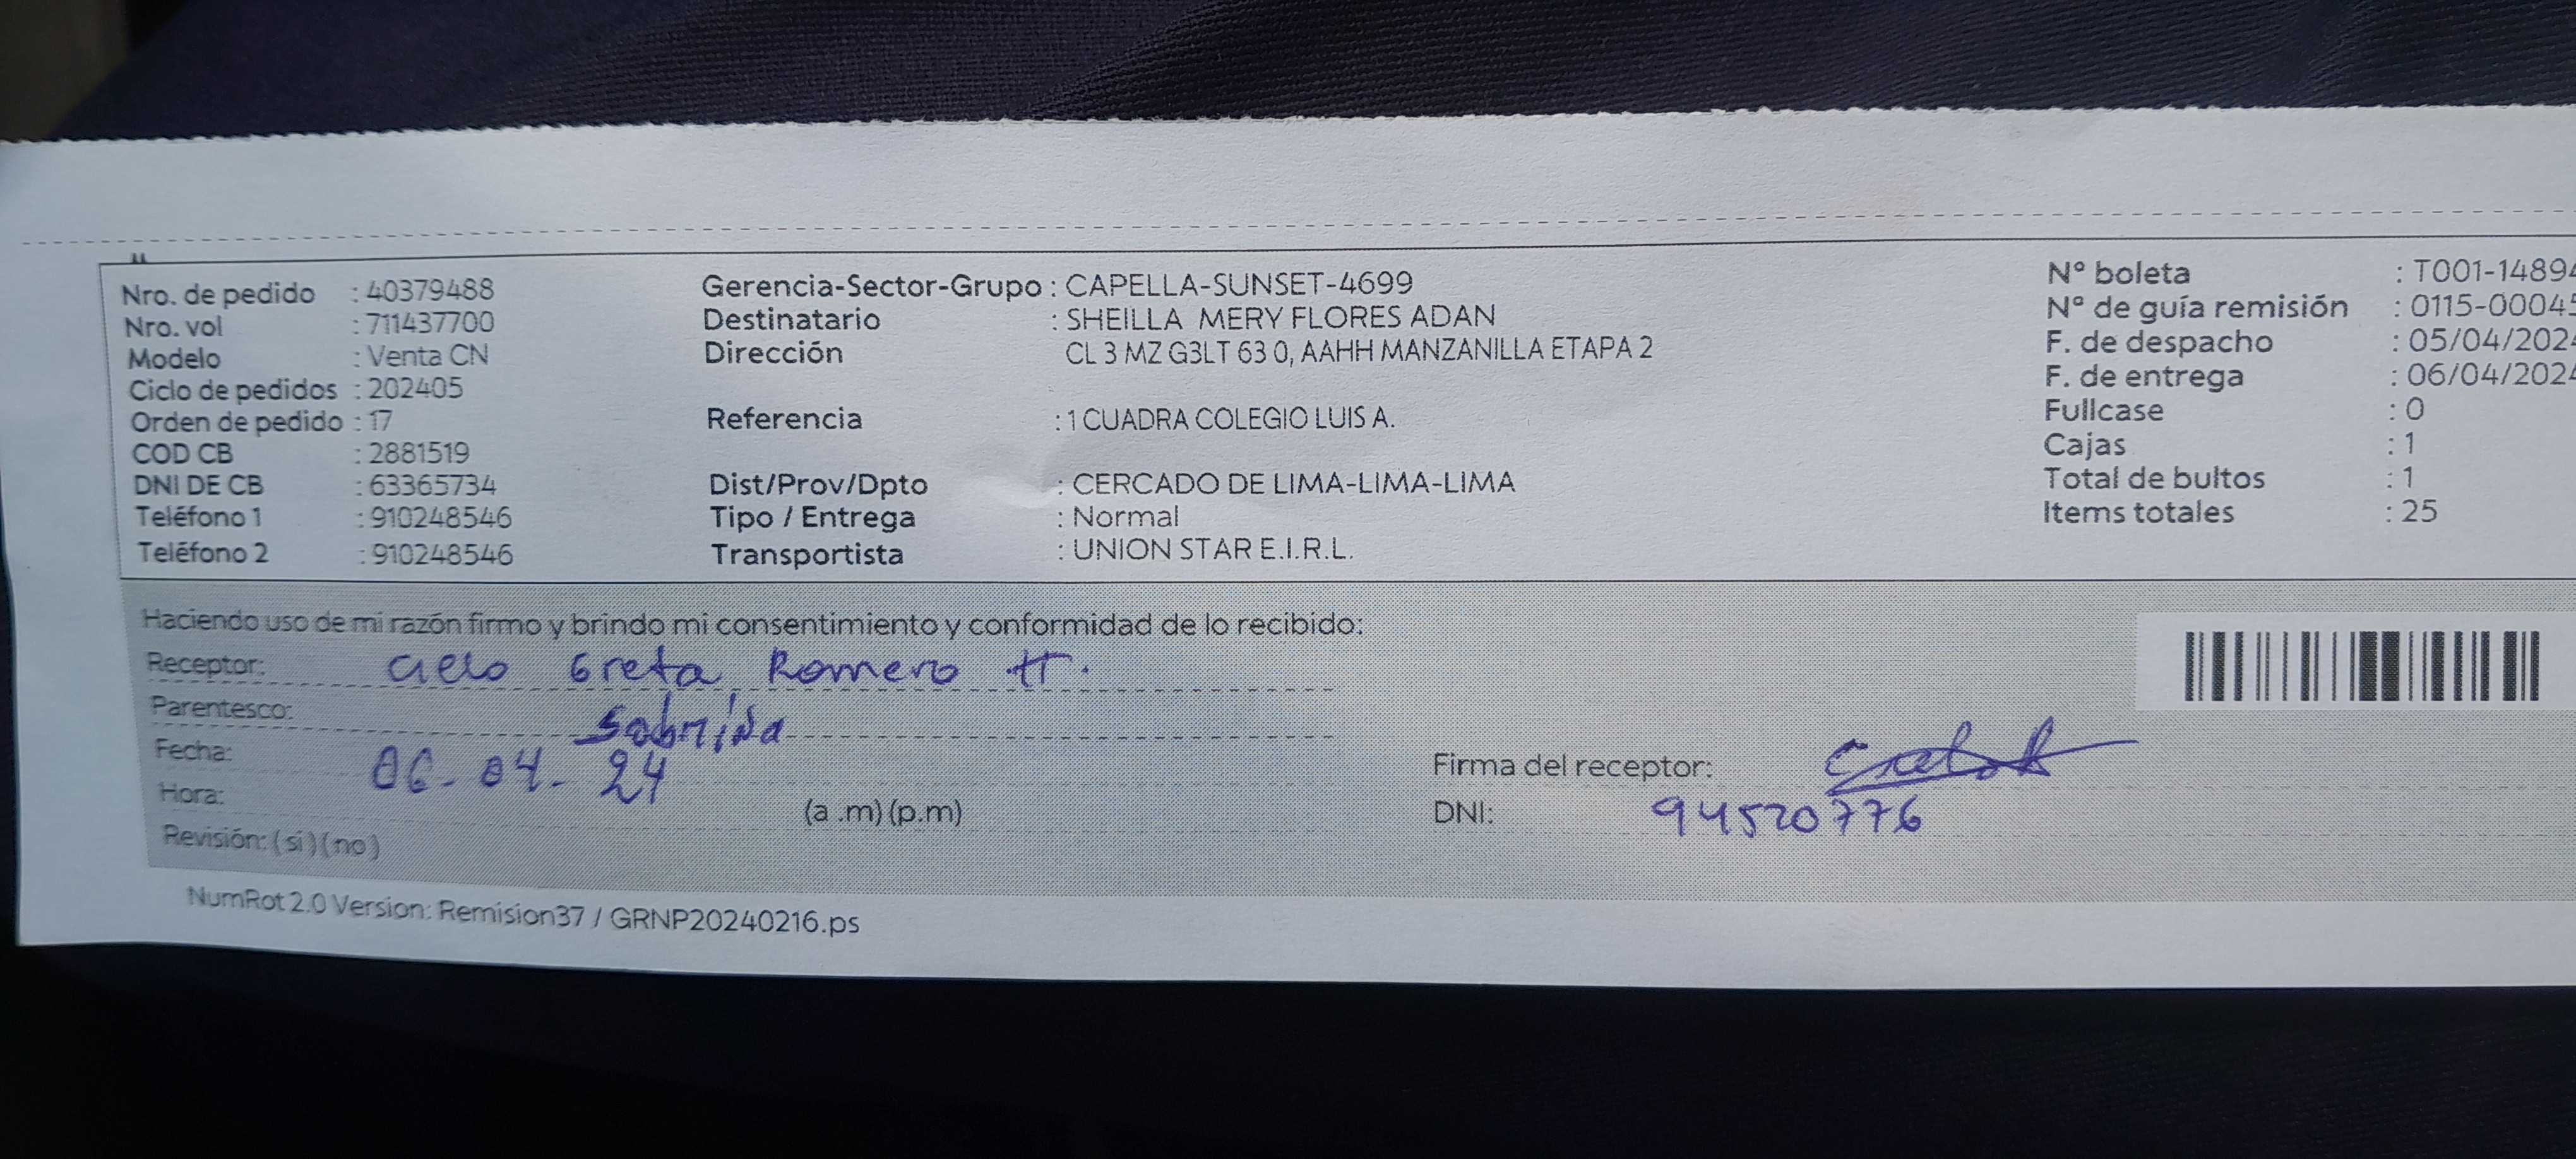 Nro. de pedido : 40379488
Nro. vol : 711437700
Modelo : Venta CN
Ciclo de pedidos : 202405
Orden de pedido : 17
COD CB : 2881519
DNI DE CB : 63365734
Teléfono 1 : 910248546
Teléfono 2 : 910248546
Gerencia-Sector-Grupo : CAPELLA-SUNSET-4699
Destinatario : SHEILLA MERY FLORES ADAN
Dirección CL 3 MZ G3LT 63 0, AAHH MANZANILLA ETAPA 2
Referencia : 1 CUADRA COLEGIO LUIS A.
Dist/Prov/Dpto : CERCADO DE LIMA-LIMA-LIMA
Tipo / Entrega : Normal
Transportista : UNION STAR E.I.R.L.
N° boleta : T001-14894
N° de guía remisión : 0115-00045
F. de despacho : 05/04/2024
F. de entrega : 06/04/2024
Fullcase : 0
Cajas : 1
Total de bultos : 1
Items totales : 25
Haciendo uso de mi razón firmo y brindo mi consentimiento y conformidad de lo recibido:
Receptor: Cielo Greta Romero H.
Parentesco: Sobrina
Fecha: 06-04-24
Hora: (a .m) (p.m)
Revisión: (si) (no)
Firma del receptor:
DNI: 94520776
NumRot 2.0 Version: Remision37 / GRNP20240216.ps